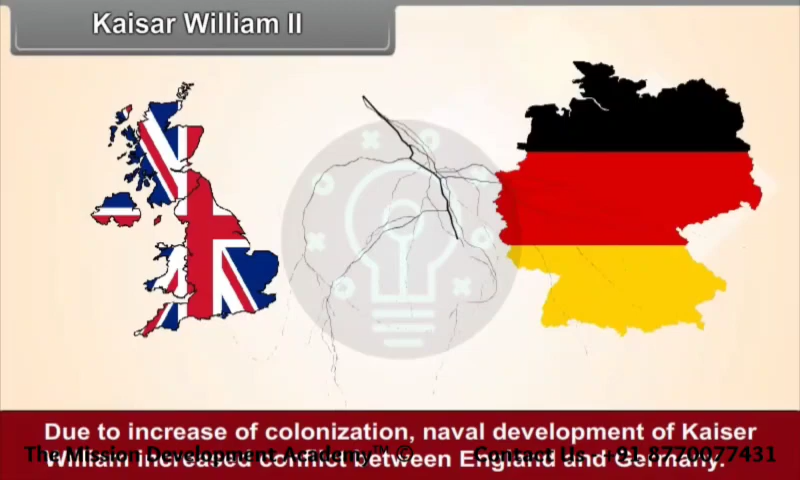 Kaisar William II
Due to increase of colonization, naval development of Kaiser
William increased conflict between England and Germany.
The Mission Development Academy™ © Contact Us - +91 8770077431